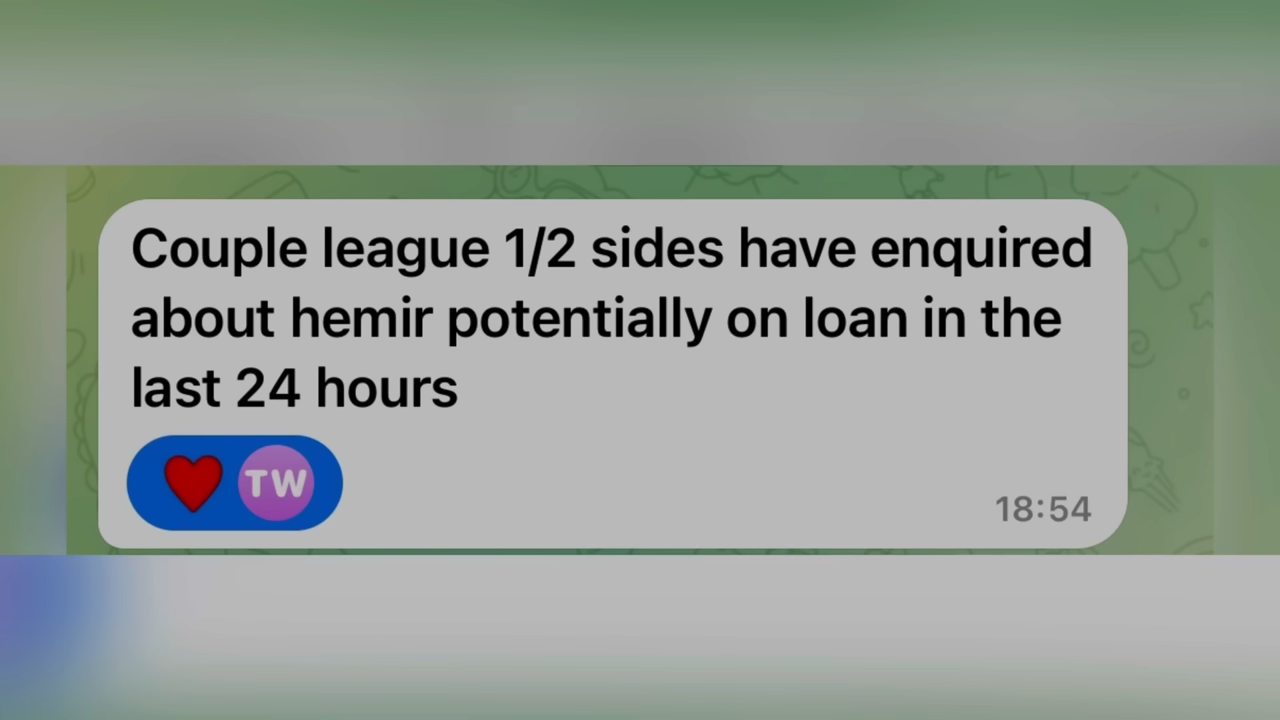 Couple league 1/2 sides have enquired
about hemir potentially on loan in the
last 24 hours
TW
18:54